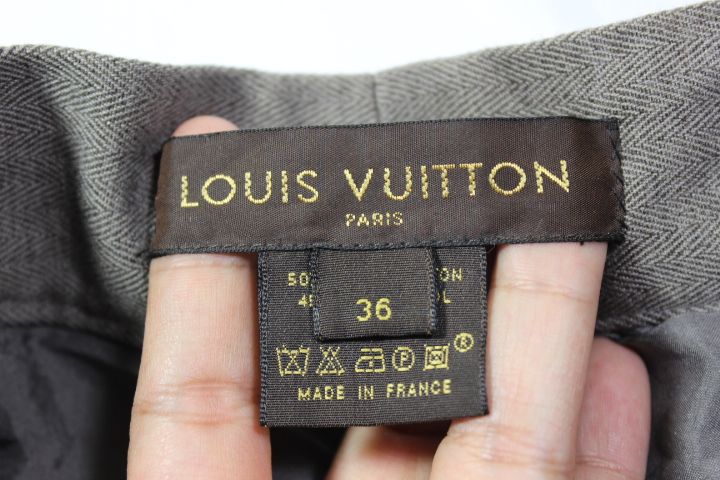 LOUIS VUITTON
PARIS
36
MADE IN FRANCE